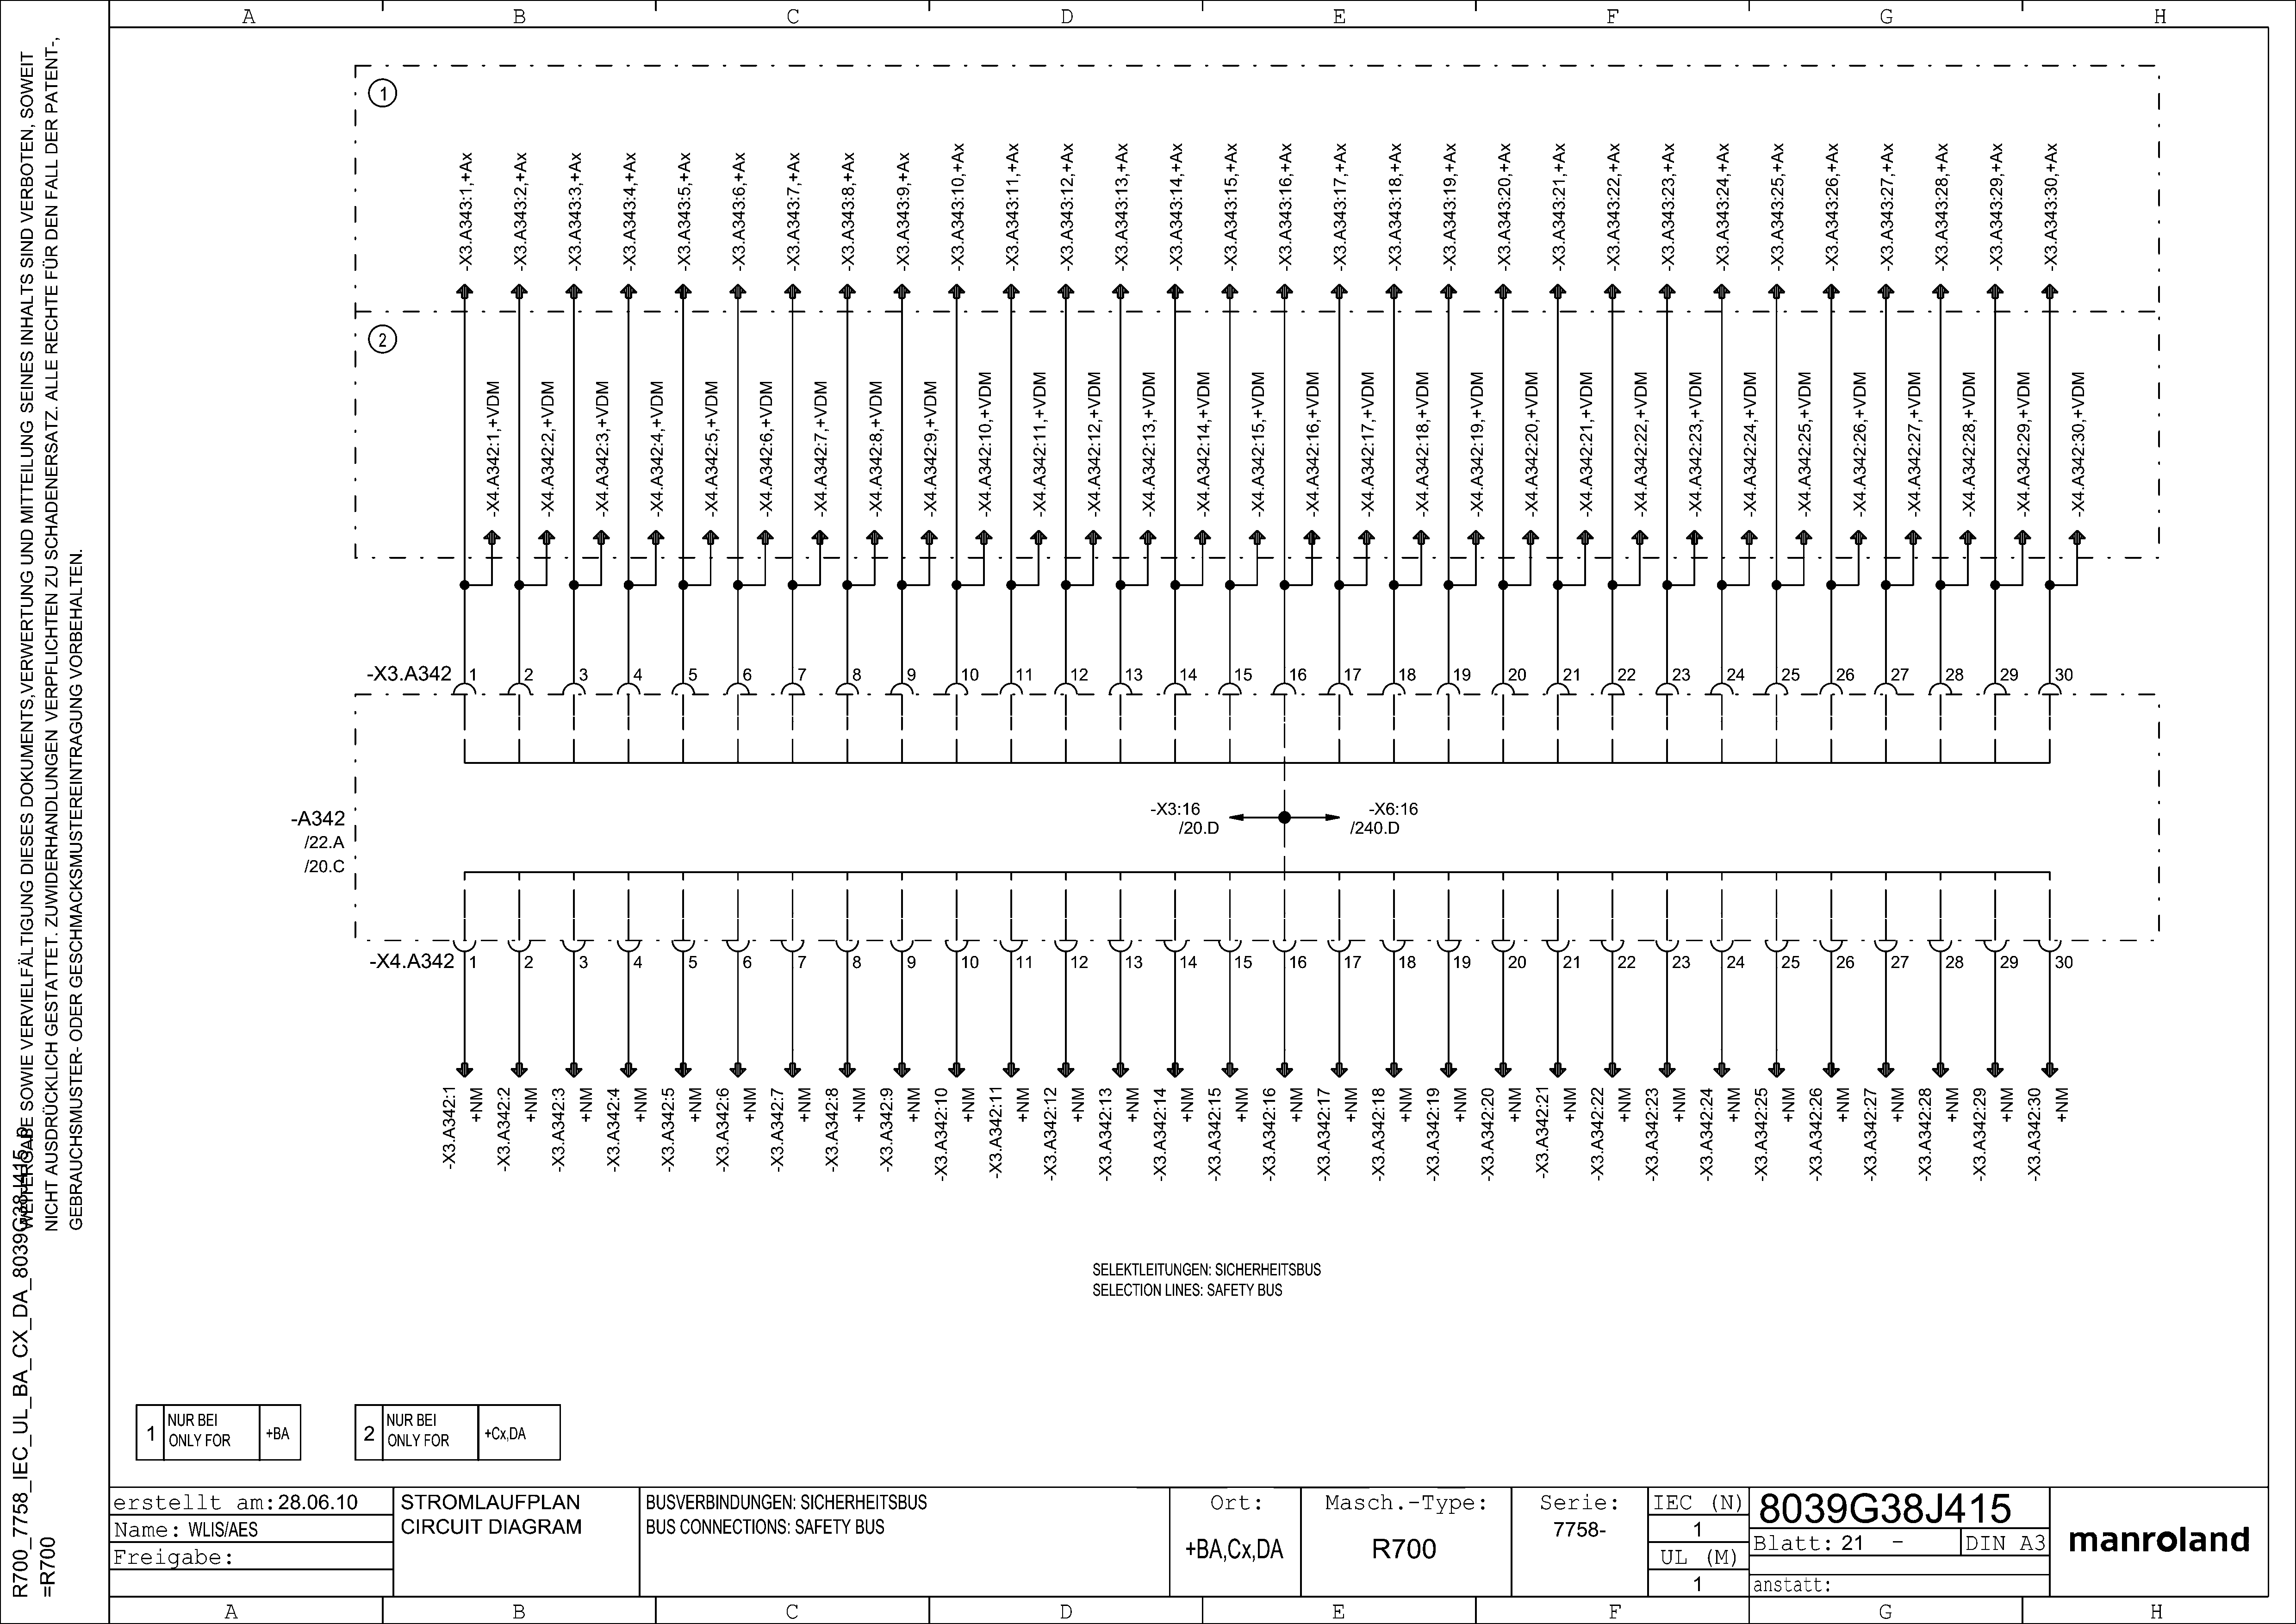 A B C D E F G H
WEITERGABE SOWIE VERVIELFÄLTIGUNG DIESES DOKUMENTS,VERWERTUNG UND MITTEILUNG SEINES INHALTS SIND VERBOTEN, SOWEIT
NICHT AUSDRÜCKLICH GESTATTET. ZUWIDERHANDLUNGEN VERPFLICHTEN ZU SCHADENERSATZ. ALLE RECHTE FÜR DEN FALL DER PATENT-,
GEBRAUCHSMUSTER- ODER GESCHMACKSMUSTEREINTRAGUNG VORBEHALTEN.
R700_7758_IEC_UL_BA_CX_DA_8039G38J415_D
=R700
1
-X3.A343:1,+Ax
-X3.A343:2,+Ax
-X3.A343:3,+Ax
-X3.A343:4,+Ax
-X3.A343:5,+Ax
-X3.A343:6,+Ax
-X3.A343:7,+Ax
-X3.A343:8,+Ax
-X3.A343:9,+Ax
-X3.A343:10,+Ax
-X3.A343:11,+Ax
-X3.A343:12,+Ax
-X3.A343:13,+Ax
-X3.A343:14,+Ax
-X3.A343:15,+Ax
-X3.A343:16,+Ax
-X3.A343:17,+Ax
-X3.A343:18,+Ax
-X3.A343:19,+Ax
-X3.A343:20,+Ax
-X3.A343:21,+Ax
-X3.A343:22,+Ax
-X3.A343:23,+Ax
-X3.A343:24,+Ax
-X3.A343:25,+Ax
-X3.A343:26,+Ax
-X3.A343:27,+Ax
-X3.A343:28,+Ax
-X3.A343:29,+Ax
-X3.A343:30,+Ax
2
-X4.A342:1,+VDM
-X4.A342:2,+VDM
-X4.A342:3,+VDM
-X4.A342:4,+VDM
-X4.A342:5,+VDM
-X4.A342:6,+VDM
-X4.A342:7,+VDM
-X4.A342:8,+VDM
-X4.A342:9,+VDM
-X4.A342:10,+VDM
-X4.A342:11,+VDM
-X4.A342:12,+VDM
-X4.A342:13,+VDM
-X4.A342:14,+VDM
-X4.A342:15,+VDM
-X4.A342:16,+VDM
-X4.A342:17,+VDM
-X4.A342:18,+VDM
-X4.A342:19,+VDM
-X4.A342:20,+VDM
-X4.A342:21,+VDM
-X4.A342:22,+VDM
-X4.A342:23,+VDM
-X4.A342:24,+VDM
-X4.A342:25,+VDM
-X4.A342:26,+VDM
-X4.A342:27,+VDM
-X4.A342:28,+VDM
-X4.A342:29,+VDM
-X4.A342:30,+VDM
-X3.A342 1 2 3 4 5 6 7 8 9 10 11 12 13 14 15 16 17 18 19 20 21 22 23 24 25 26 27 28 29 30
-X3:16 -X6:16
/20.D /240.D
-A342
/22.A
/20.C
-X4.A342 1 2 3 4 5 6 7 8 9 10 11 12 13 14 15 16 17 18 19 20 21 22 23 24 25 26 27 28 29 30
-X3.A342:1
+NM
-X3.A342:2
+NM
-X3.A342:3
+NM
-X3.A342:4
+NM
-X3.A342:5
+NM
-X3.A342:6
+NM
-X3.A342:7
+NM
-X3.A342:8
+NM
-X3.A342:9
+NM
-X3.A342:10
+NM
-X3.A342:11
+NM
-X3.A342:12
+NM
-X3.A342:13
+NM
-X3.A342:14
+NM
-X3.A342:15
+NM
-X3.A342:16
+NM
-X3.A342:17
+NM
-X3.A342:18
+NM
-X3.A342:19
+NM
-X3.A342:20
+NM
-X3.A342:21
+NM
-X3.A342:22
+NM
-X3.A342:23
+NM
-X3.A342:24
+NM
-X3.A342:25
+NM
-X3.A342:26
+NM
-X3.A342:27
+NM
-X3.A342:28
+NM
-X3.A342:29
+NM
-X3.A342:30
+NM
SELEKTLEITUNGEN: SICHERHEITSBUS
SELECTION LINES: SAFETY BUS
1 NUR BEI
ONLY FOR +BA
2 NUR BEI
ONLY FOR +Cx,DA
erstellt am: 28.06.10
Name: WLIS/AES
Freigabe:
STROMLAUFPLAN
CIRCUIT DIAGRAM
BUSVERBINDUNGEN: SICHERHEITSBUS
BUS CONNECTIONS: SAFETY BUS
Ort:
+BA,Cx,DA
Masch.-Type:
R700
Serie:
7758-
IEC (N)
1
UL (M)
1
8039G38J415
Blatt: 21 - DIN A3
anstatt:
manroland
A B C D E F G H